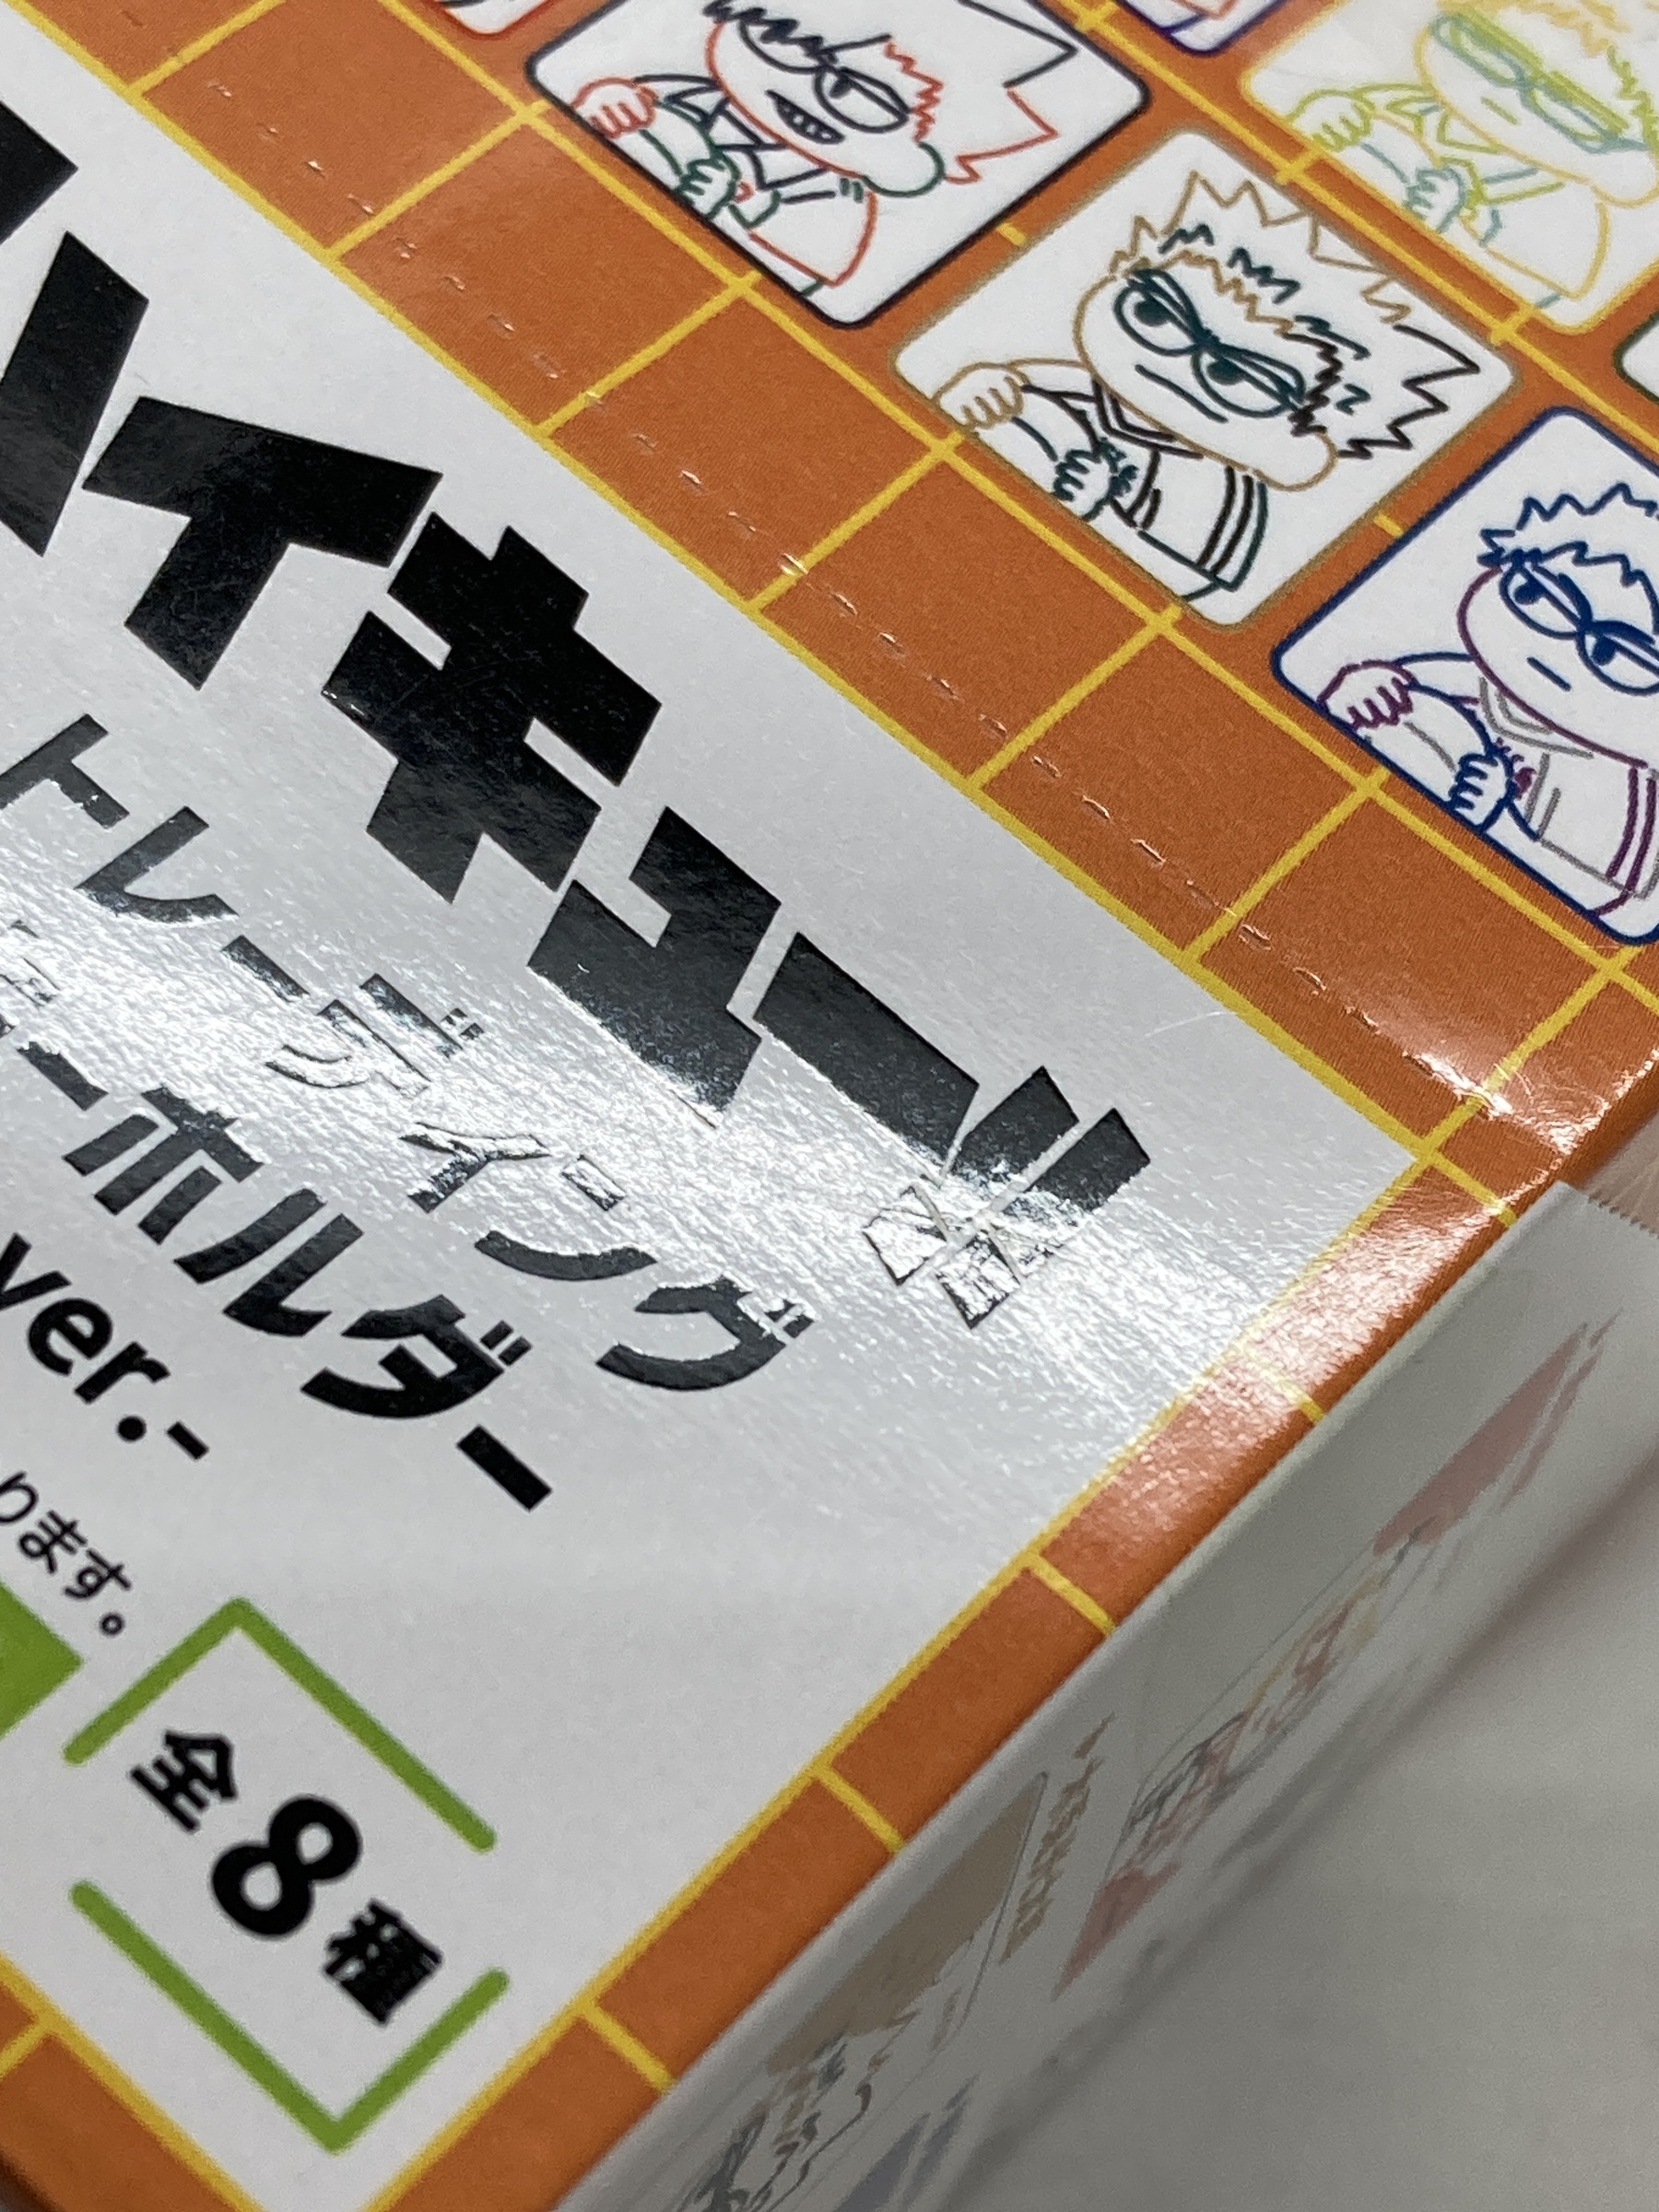 ハイキュー!!
トレーディング
ーホルダー
ver.-
ります。
全8種